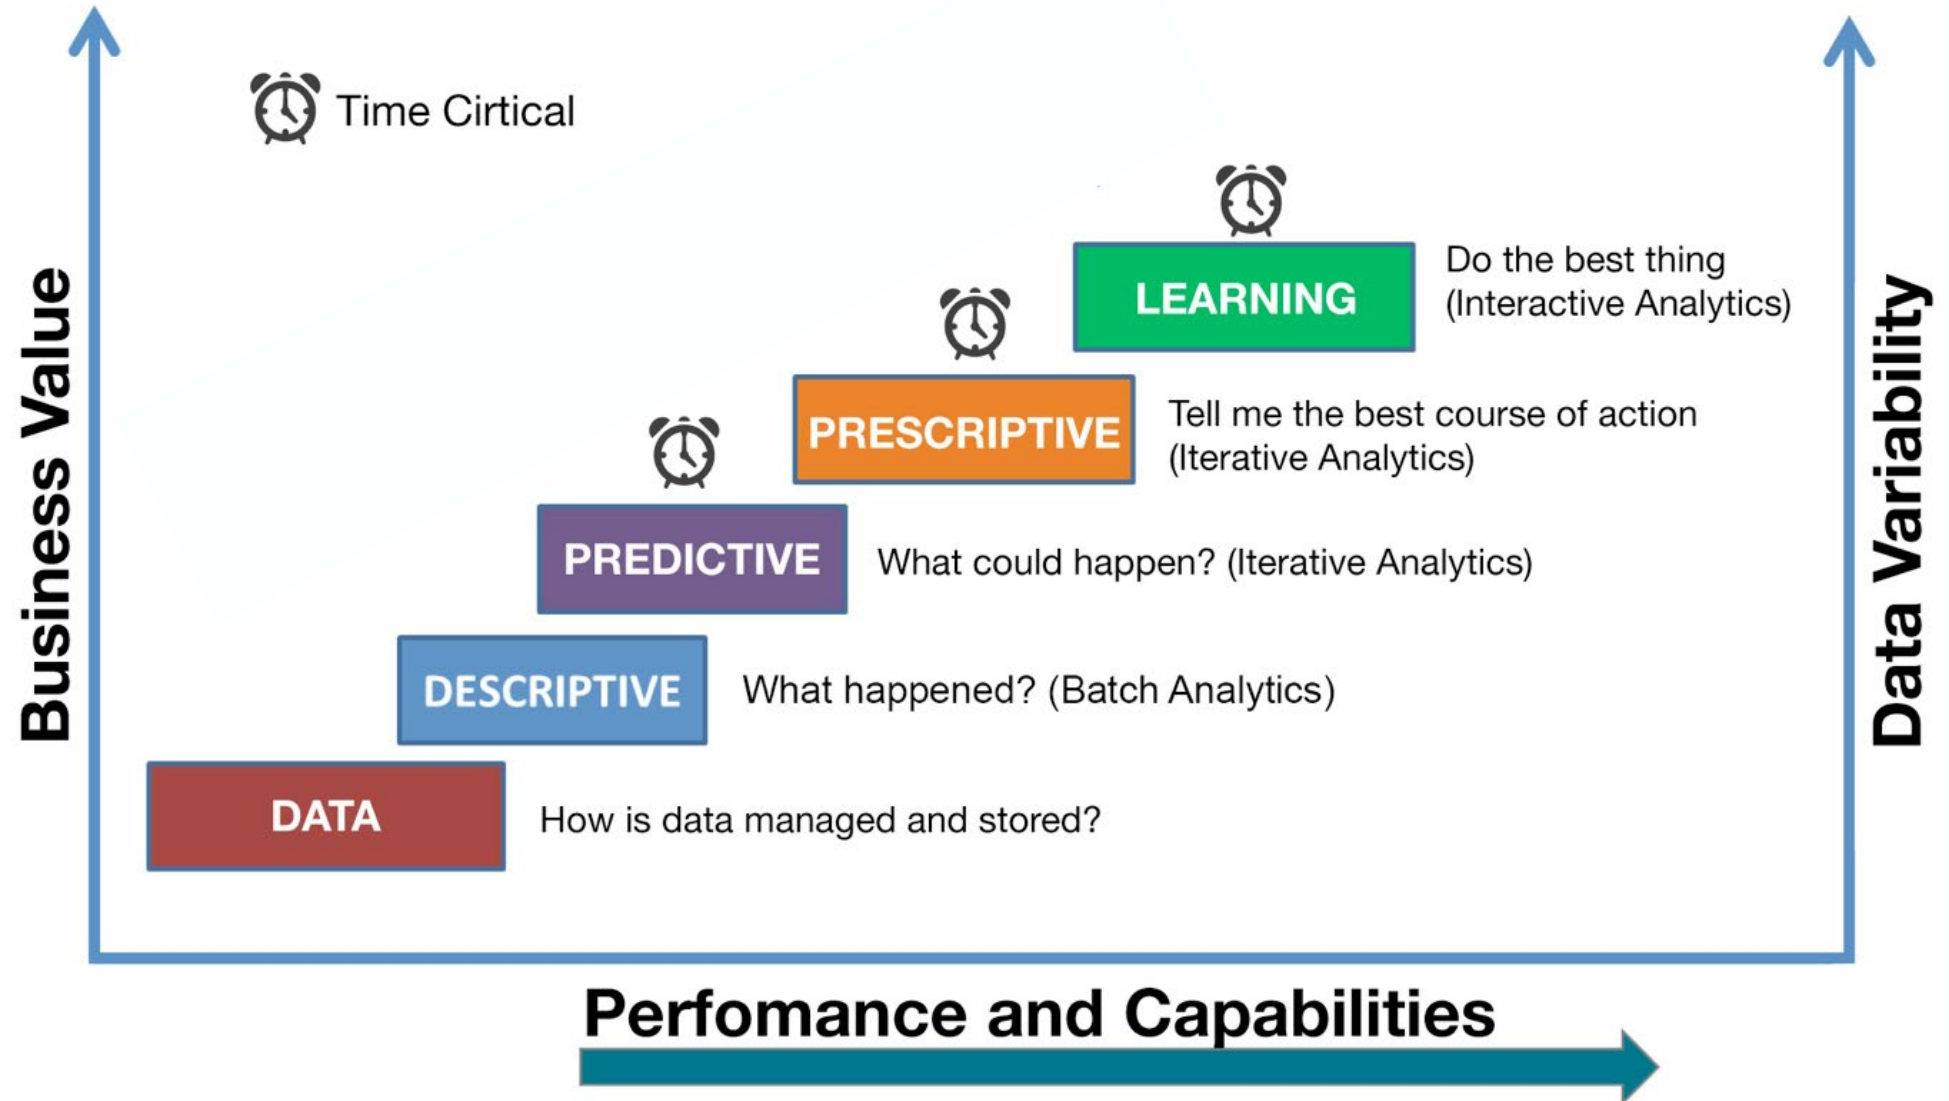 Time Cirtical
LEARNING
Do the best thing
(Interactive Analytics)
PRESCRIPTIVE
Tell me the best course of action
(Iterative Analytics)
PREDICTIVE
What could happen? (Iterative Analytics)
DESCRIPTIVE
What happened? (Batch Analytics)
DATA
How is data managed and stored?
Business Value
Data Variability
Perfomance and Capabilities